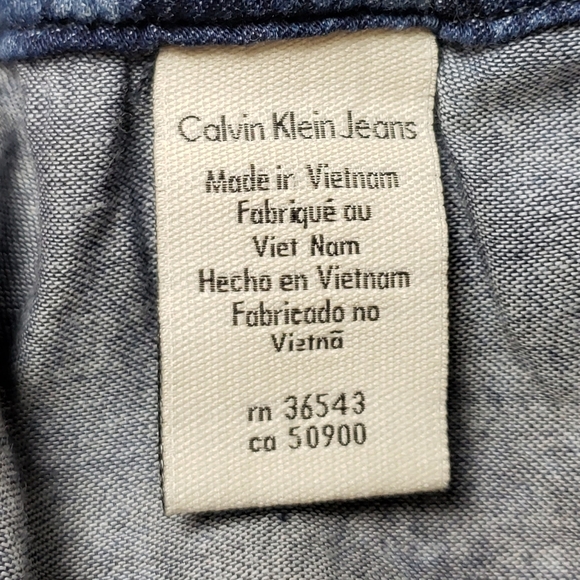 Calvin Klein Jeans
Made in Vietnam
Fabriqué au
Viet Nam
Hecho en Vietnam
Fabricado no
Vietnã
rn 36543
ca 50900